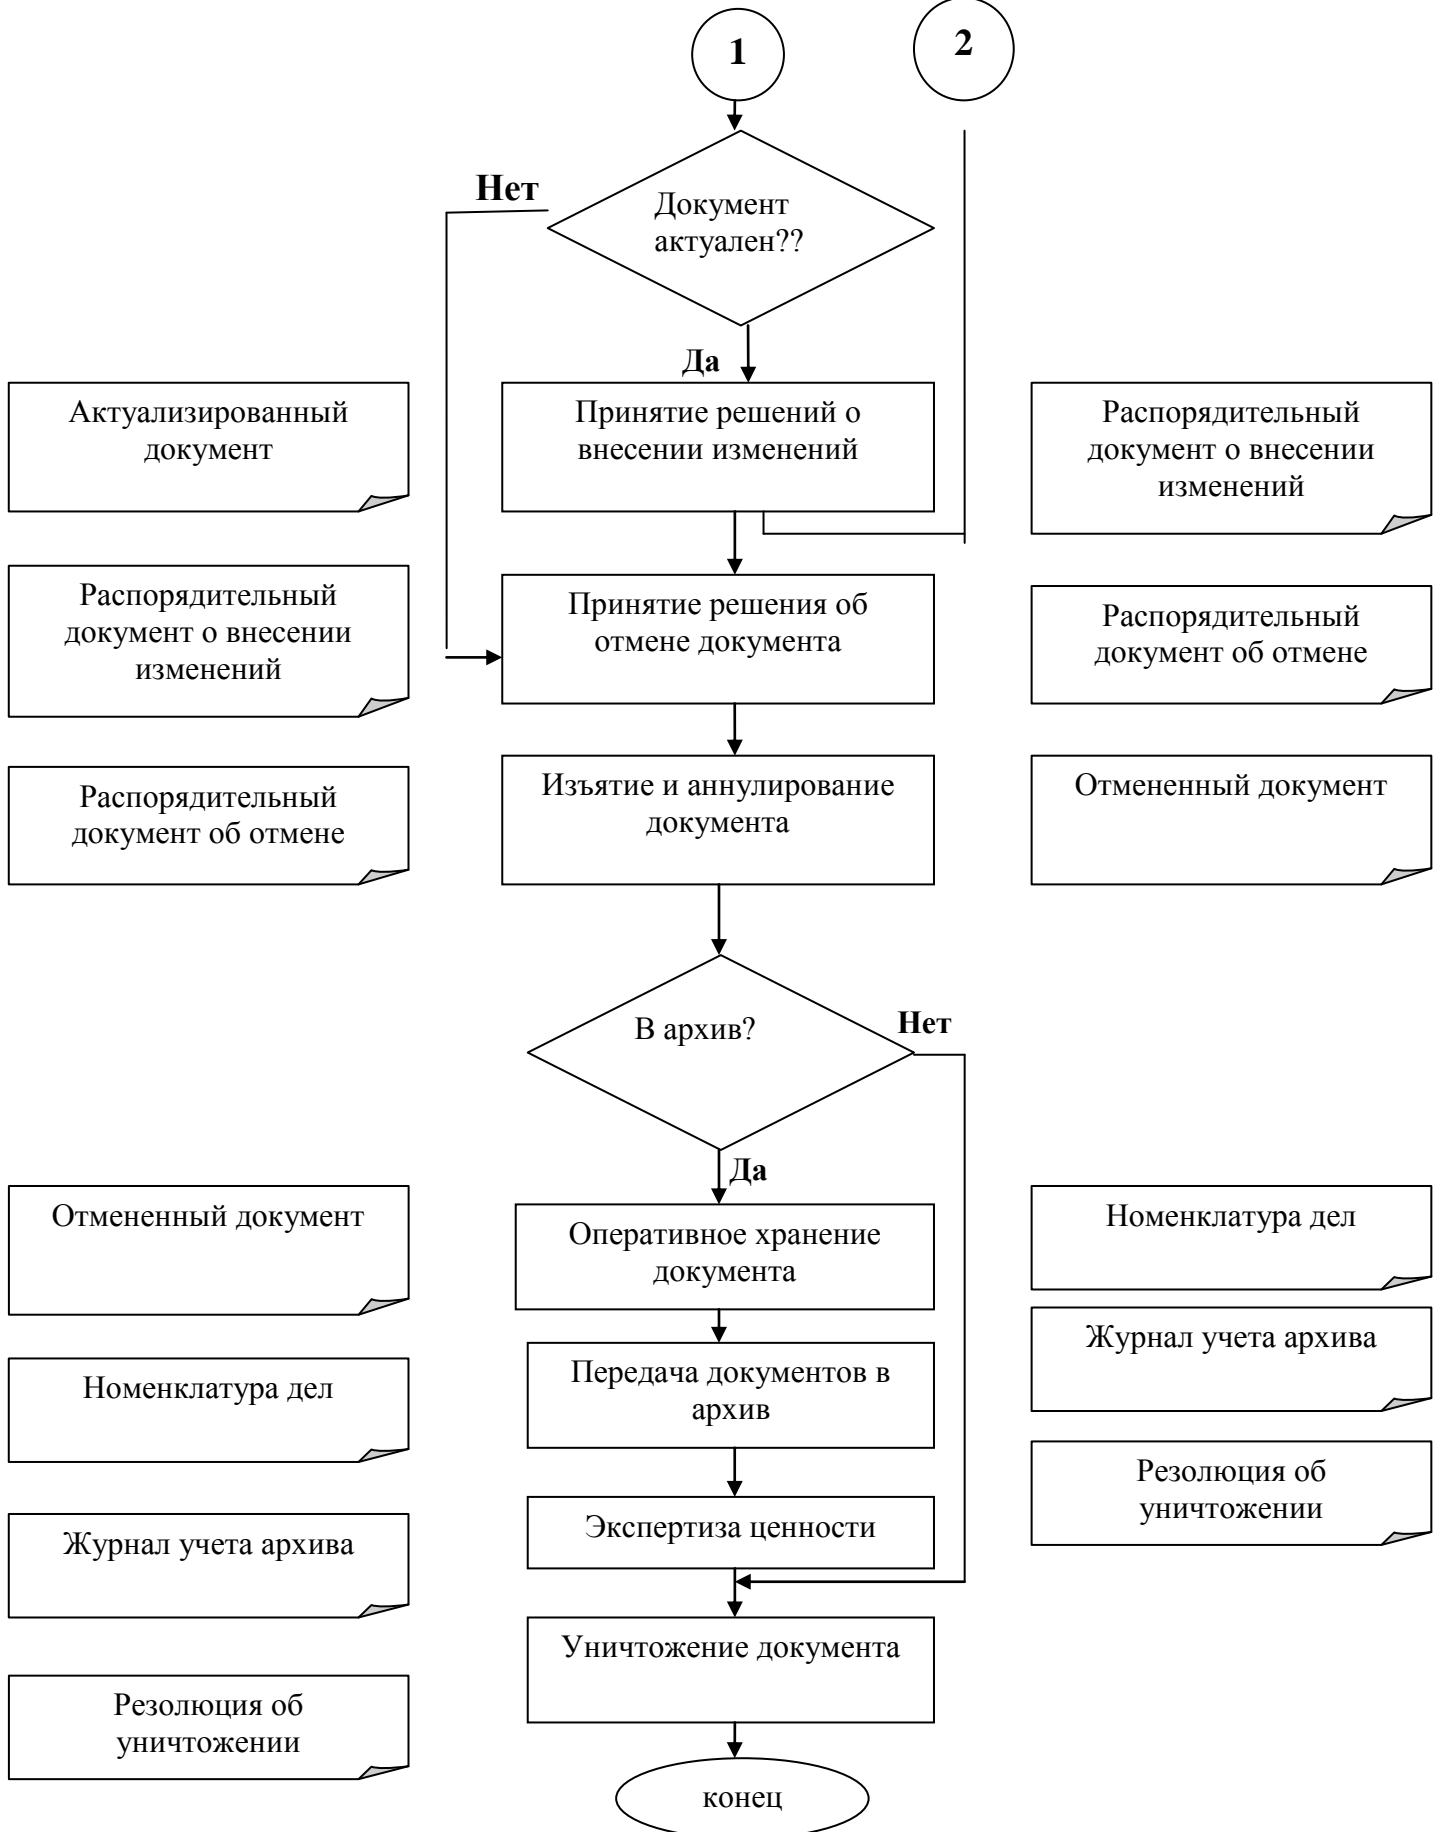 1
2
Нет
Документ
актуален??
Да
Актуализированный
документ
Принятие решений о
внесении изменений
Распорядительный
документ о внесении
изменений
Распорядительный
документ о внесении
изменений
Принятие решения об
отмене документа
Распорядительный
документ об отмене
Распорядительный
документ об отмене
Изъятие и аннулирование
документа
Отмененный документ
В архив?
Нет
Да
Отмененный документ
Оперативное хранение
документа
Номенклатура дел
Номенклатура дел
Передача документов в
архив
Журнал учета архива
Журнал учета архива
Экспертиза ценности
Резолюция об
уничтожении
Резолюция об
уничтожении
Уничтожение документа
конец